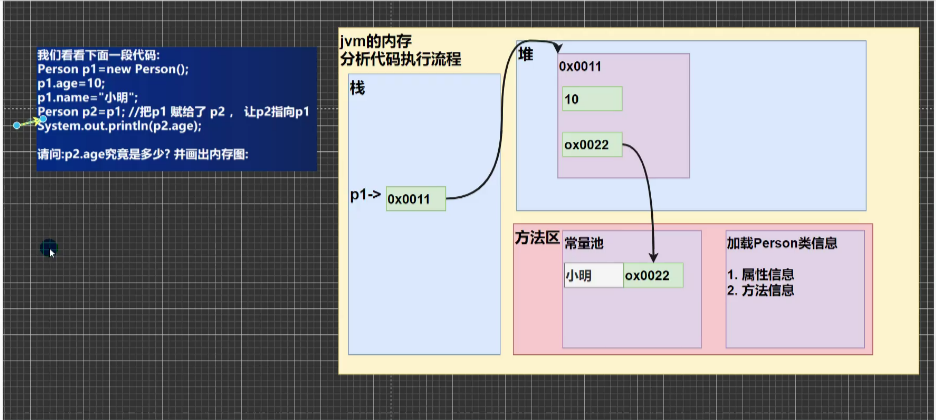 我们看看下面一段代码:
Person p1=new Person();
p1.age=10;
p1.name="小明";
Person p2=p1; //把p1 赋给了 p2 ， 让p2指向p1
System.out.println(p2.age);
请问:p2.age究竟是多少? 并画出内存图:
jvm的内存
分析代码执行流程
栈
p1->
0x0011
堆
0x0011
10
ox0022
方法区
常量池
小明
ox0022
加载Person类信息
1. 属性信息
2. 方法信息